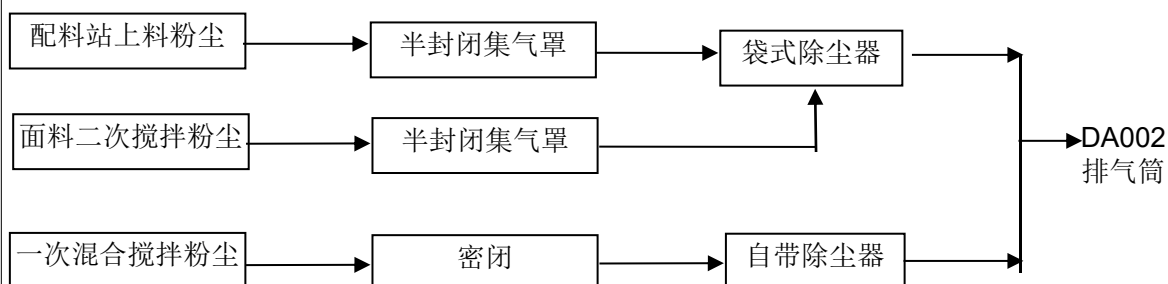 配料站上料粉尘
半封闭集气罩
袋式除尘器
面料二次搅拌粉尘
半封闭集气罩
DA002
排气筒
一次混合搅拌粉尘
密闭
自带除尘器